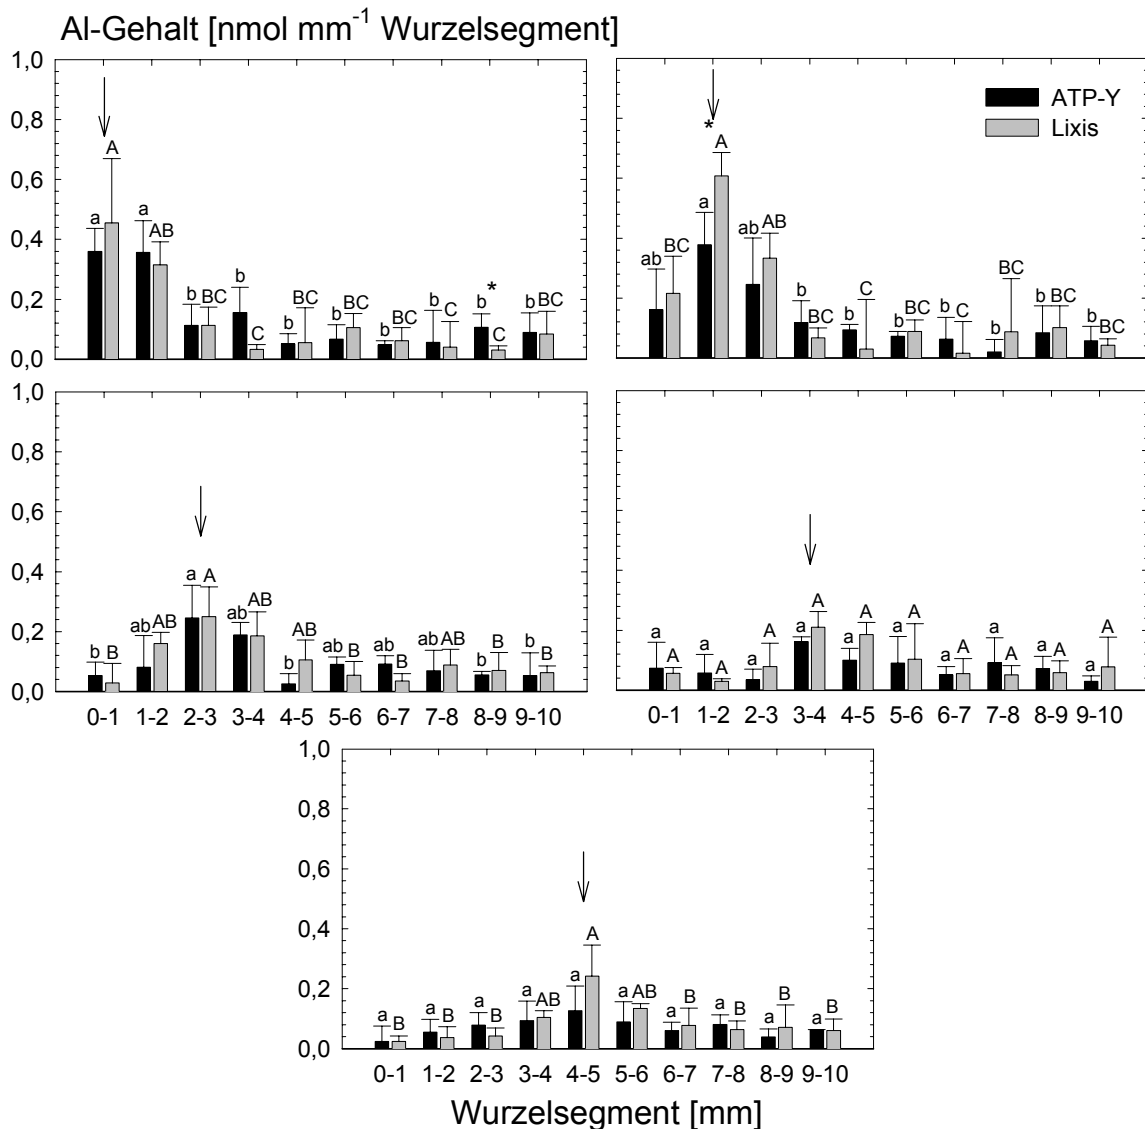 Al-Gehalt [nmol mm-1 Wurzelsegment]
1,0
0,8
0,6
0,4
0,2
0,0
a A a AB b BC b C b BC b BC b BC b C b * C b BC
ATP-Y
Lixis
ab BC * a A ab AB b BC b C b BC b C b BC b BC b BC
1,0
0,8
0,6
0,4
0,2
0,0
b B ab AB a A ab AB b AB ab B ab B ab AB b B b B
0-1 1-2 2-3 3-4 4-5 5-6 6-7 7-8 8-9 9-10
a A a A a A a A a A a A a A a A a A a A
0-1 1-2 2-3 3-4 4-5 5-6 6-7 7-8 8-9 9-10
1,0
0,8
0,6
0,4
0,2
0,0
a B a B a B a AB a A a AB a B a B a B a B
0-1 1-2 2-3 3-4 4-5 5-6 6-7 7-8 8-9 9-10
Wurzelsegment [mm]